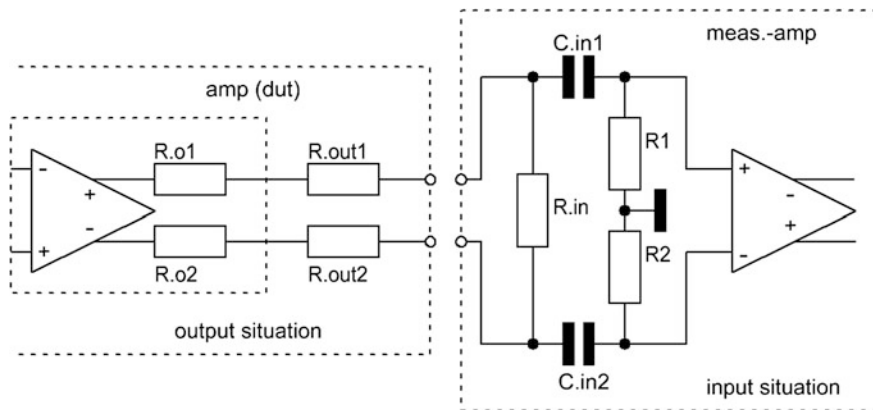 amp (dut)
R.o1
R.out1
-
+
-
+
R.o2
R.out2
output situation
meas.-amp
C.in1
R1
R.in
R2
+
-
+
-
C.in2
input situation